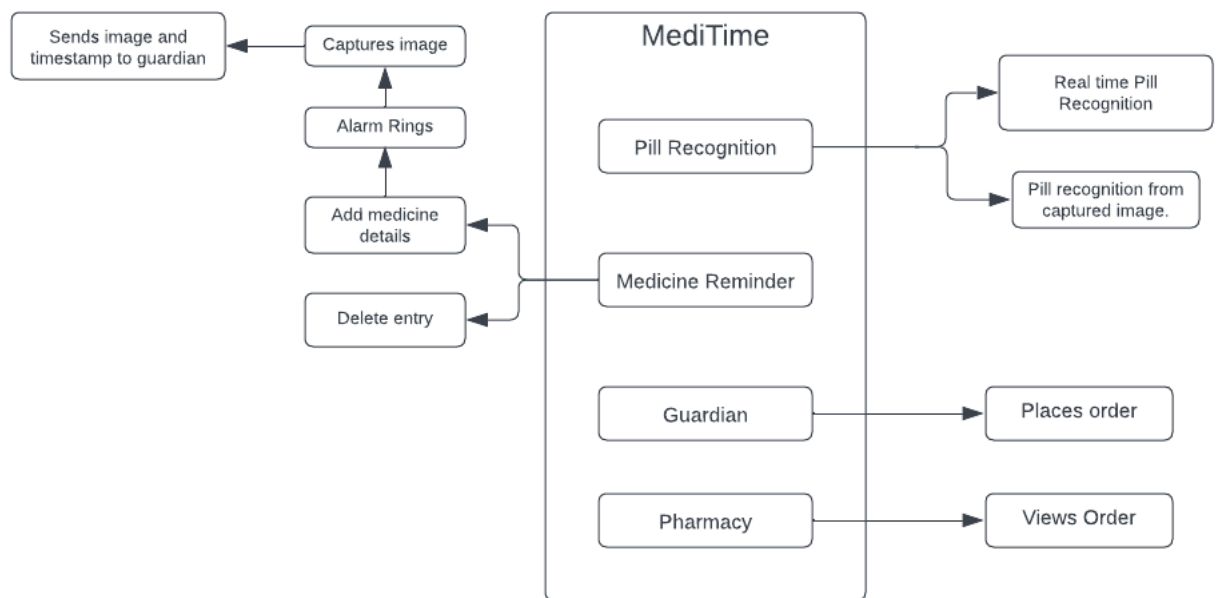 Sends image and
timestamp to guardian
Captures image
MediTime
Real time Pill
Recognition
Alarm Rings
Pill Recognition
Pill recognition from
captured image.
Add medicine
details
Medicine Reminder
Delete entry
Guardian
Places order
Pharmacy
Views Order